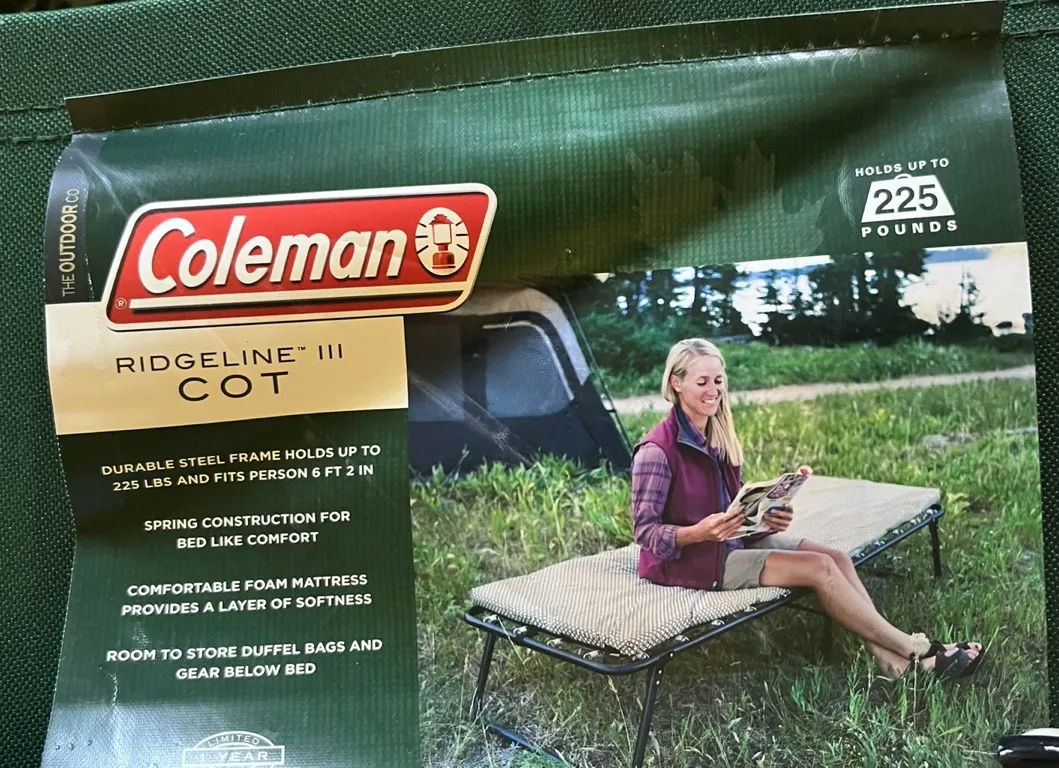 THE OUTDOOR CO
Coleman
®
RIDGELINE™ III
COT
DURABLE STEEL FRAME HOLDS UP TO
225 LBS AND FITS PERSON 6 FT 2 IN
SPRING CONSTRUCTION FOR
BED LIKE COMFORT
COMFORTABLE FOAM MATTRESS
PROVIDES A LAYER OF SOFTNESS
ROOM TO STORE DUFFEL BAGS AND
GEAR BELOW BED
LIMITED
1 YEAR
HOLDS UP TO
225
POUNDS